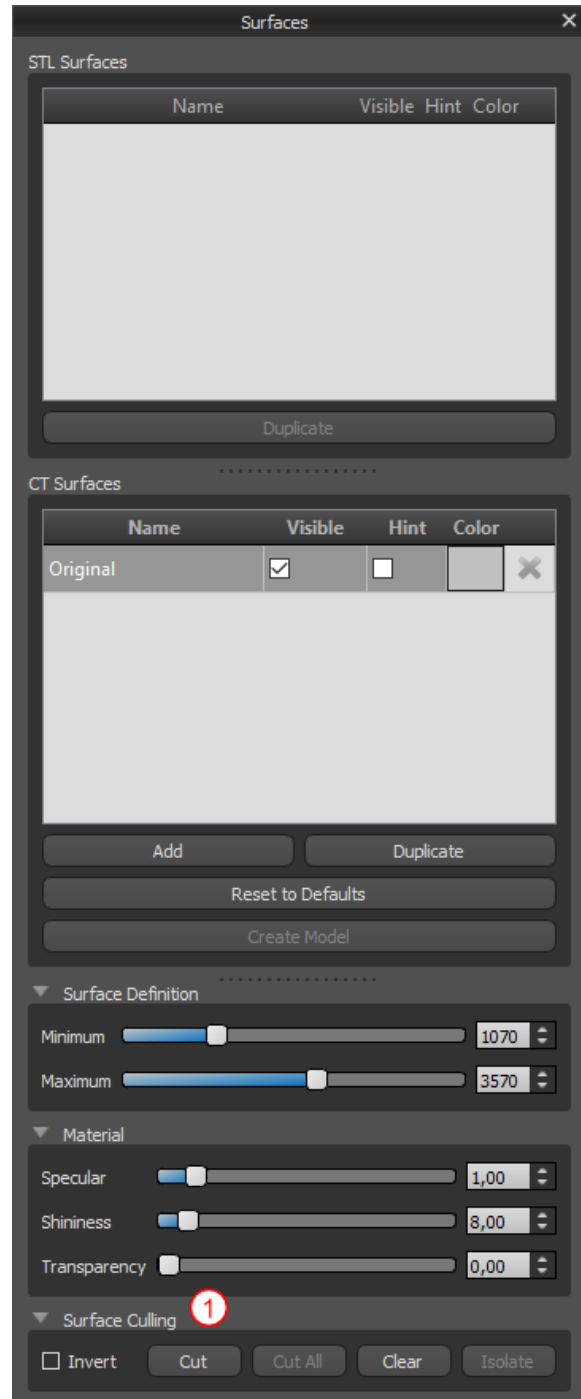 Surfaces
STL Surfaces
Name Visible Hint Color
Duplicate
CT Surfaces
Name Visible Hint Color
Original
Add Duplicate
Reset to Defaults
Create Model
Surface Definition
Minimum 1070
Maximum 3570
Material
Specular 1,00
Shininess 8,00
Transparency 0,00
Surface Culling 1
Invert Cut Cut All Clear Isolate